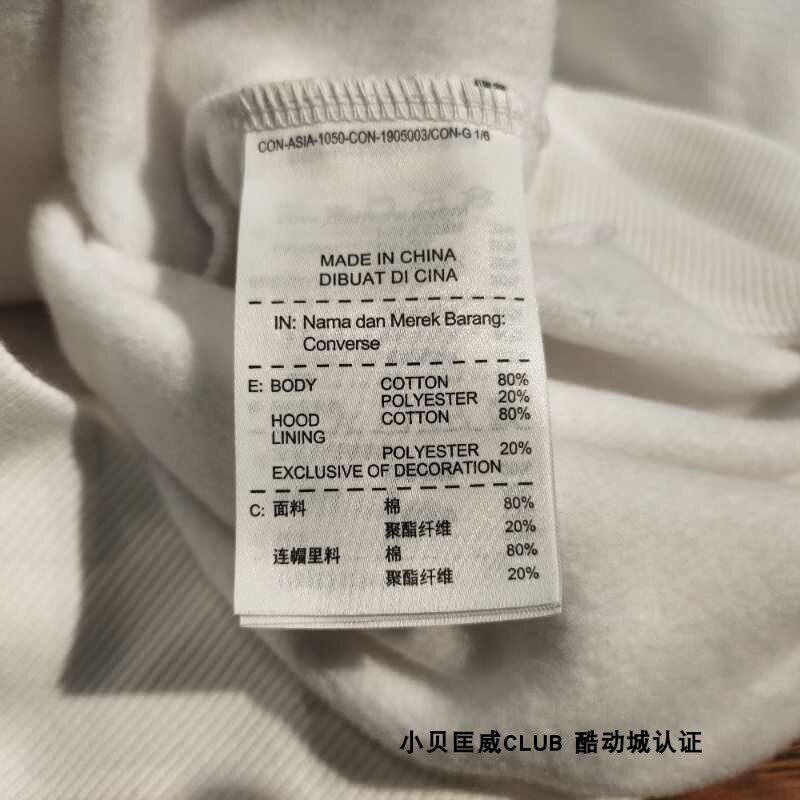 CON-ASIA-1050-CON-1905003/CON-G 1/6
MADE IN CHINA
DIBUAT DI CINA
IN: Nama dan Merek Barang:
Converse
E: BODY COTTON 80%
POLYESTER 20%
HOOD COTTON 80%
LINING
POLYESTER 20%
EXCLUSIVE OF DECORATION
C: 面料 棉 80%
聚酯纤维 20%
连帽里料 棉 80%
聚酯纤维 20%
小贝匡威CLUB 酷动城认证